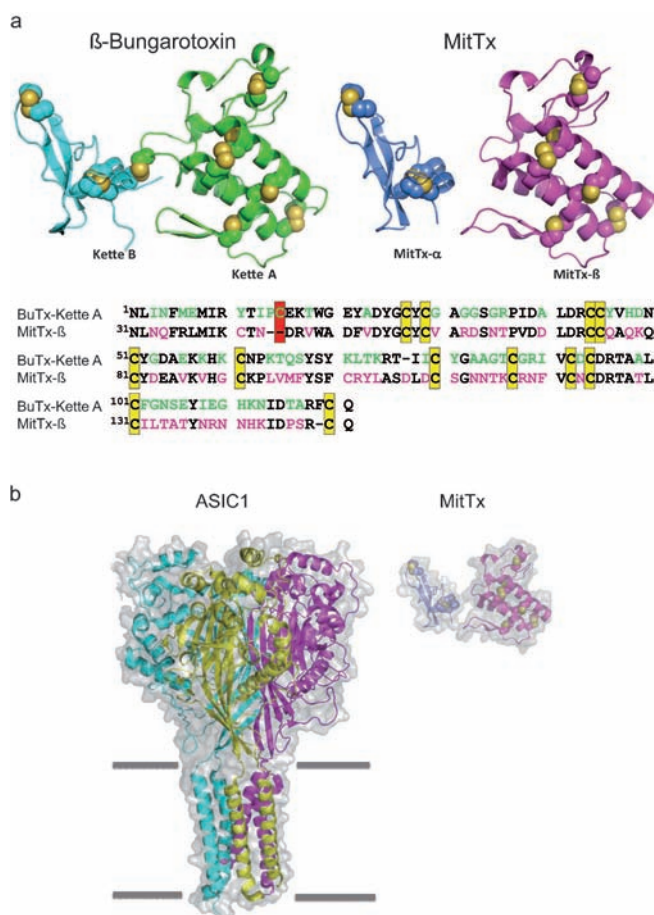 a
ß-Bungarotoxin MitTx
Kette B Kette A MitTx-α MitTx-ß
BuTx-Kette A 1NLINFMEMIR YTIPCEKTWG EYADYGCYCG AGGSGRPIDA LDRCCYVHDN
MitTx-ß 31NLNQFRLMIK CTN--DRVWA DFVDYGCYCV ARDSNTPVDD LDRCCQAQKQ
BuTx-Kette A 51CYGDAEKKHK CNPKTQSYSY KLTKRT-IIC YGAAGTCGRI VCDCDRTAAL
MitTx-ß 81CYDEAVKVHG CKPLVMFYSF CRYLASDLDC SGNNTKCRNF VCNCDRTATL
BuTx-Kette A 101CFGNSEYIEG HKNIDTARFC Q
MitTx-ß 131CILTATYNRN NHKIDPSR-C Q
b
ASIC1 MitTx